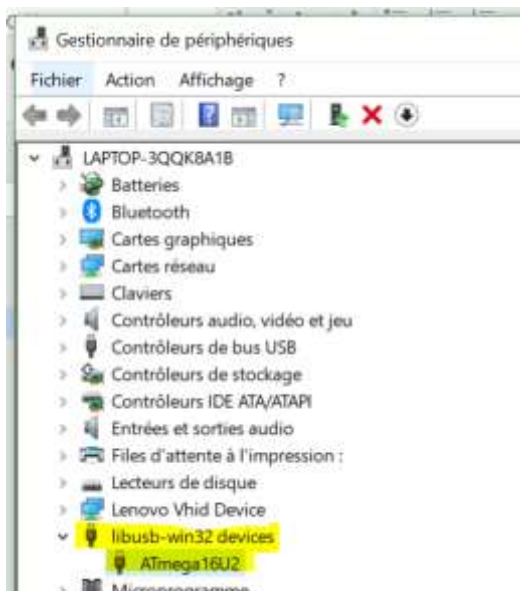 Gestionnaire de périphériques
Fichier Action Affichage ?
LAPTOP-3QQK8A1B
Batteries
Bluetooth
Cartes graphiques
Cartes réseau
Claviers
Contrôleurs audio, vidéo et jeu
Contrôleurs de bus USB
Contrôleurs de stockage
Contrôleurs IDE ATA/ATAPI
Entrées et sorties audio
Files d'attente à l'impression :
Lecteurs de disque
Lenovo Vhid Device
libusb-win32 devices
ATmega16U2
Microprogramme